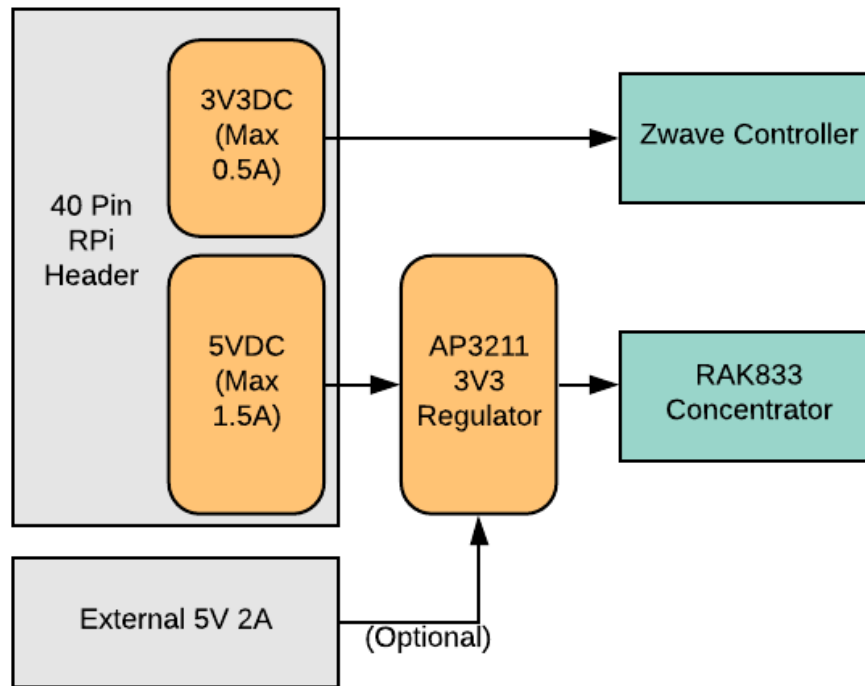 3V3DC
(Max
0.5A)
Zwave Controller
40 Pin
RPi
Header
5VDC
(Max
1.5A)
AP3211
3V3
Regulator
RAK833
Concentrator
External 5V 2A
(Optional)